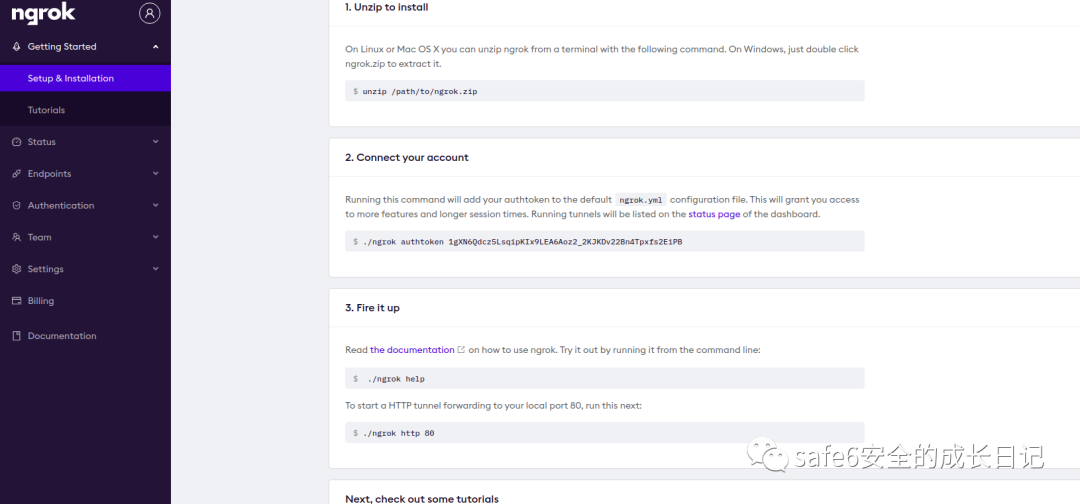 ngrok
Getting Started
Setup & Installation
Tutorials
Status
Endpoints
Authentication
Team
Settings
Billing
Documentation
1. Unzip to install
On Linux or Mac OS X you can unzip ngrok from a terminal with the following command. On Windows, just double click
ngrok.zip to extract it.
$ unzip /path/to/ngrok.zip
2. Connect your account
Running this command will add your authtoken to the default ngrok.yml configuration file. This will grant you access
to more features and longer session times. Running tunnels will be listed on the status page of the dashboard.
$ ./ngrok authtoken 1gXN6Qdcz5LsqipKIx9LEA6Aoz2_2KJKDv22Bn4Tpxfs2EiPB
3. Fire it up
Read the documentation on how to use ngrok. Try it out by running it from the command line:
$ ./ngrok help
To start a HTTP tunnel forwarding to your local port 80, run this next:
$ ./ngrok http 80
safe6安全的成长日记
Next, check out some tutorials